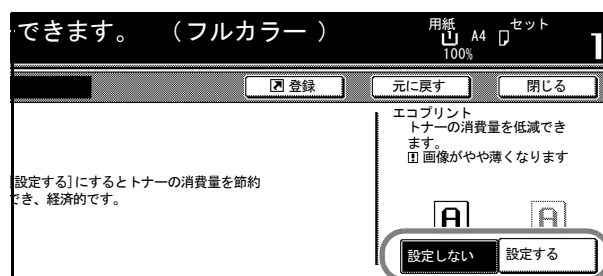 できます。 （フルカラー ）
用紙 A4 セット 1
100%
登録 元に戻す 閉じる
エコプリント
トナーの消費量を低減でき
ます。
画像がやや薄くなります
設定する]にするとトナーの消費量を節約
でき、経済的です。
A A
設定しない 設定する